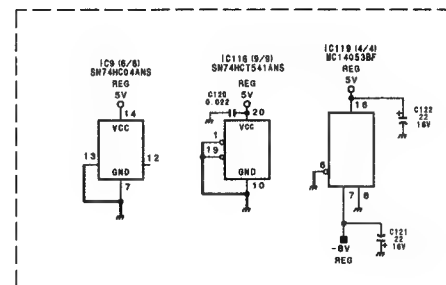 IC9 (6/6)
SN74HC04ANS
REG
5V
14
VCC
13
12
GND
7
IC116 (9/9)
SN74HCT541ANS
REG
5V
C120
0.022
20
VCC
1
19
GND
10
IC119 (4/4)
MC14053BF
REG
5V
16
C122
22
16V
6
7
8
C121
22
16V
-8V
REG